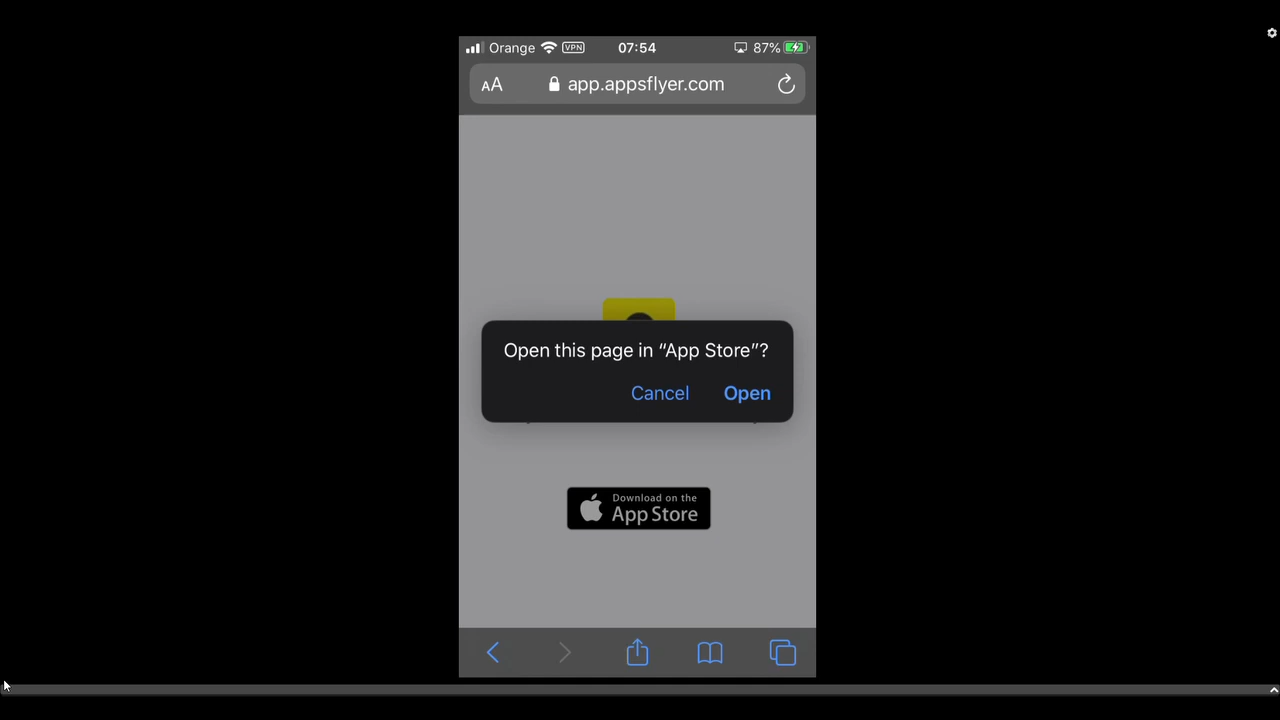 Orange VPN 07:54 87%
AA app.appsflyer.com
Open this page in “App Store”?
Cancel Open
Download on the
App Store